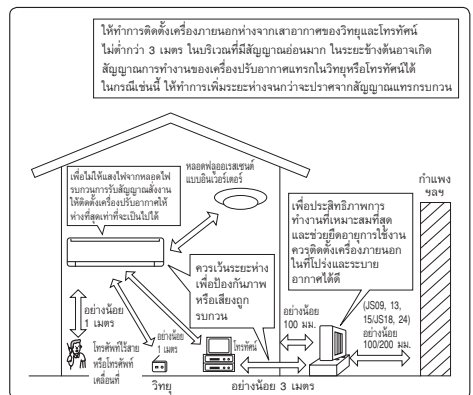 ให้ทำการติดตั้งเครื่องภายนอกห่างจากเสาอากาศของวิทยุและโทรทัศน์
ไม่ต่ำกว่า 3 เมตร ในบริเวณที่มีสัญญาณอ่อนมาก ในระยะข้างต้นอาจเกิด
สัญญาณการทำงานของเครื่องปรับอากาศแทรกในวิทยุหรือโทรทัศน์ได้
ในกรณีเช่นนี้ ให้ทำการเพิ่มระยะห่างจนกว่าจะปราศจากสัญญาณแทรกรบกวน
เพื่อไม่ให้แสงไฟจากหลอดไฟ
รบกวนการรับสัญญาณสั่งงาน
ให้ติดตั้งเครื่องปรับอากาศให้
ห่างที่สุดเท่าที่จะเป็นไปได้
หลอดฟลูออเรสเซนต์
แบบอินเวอร์เตอร์
เพื่อประสิทธิภาพการ
ทำงานที่เหมาะสมที่สุด
และช่วยยืดอายุการใช้งาน
ควรติดตั้งเครื่องภายนอก
ในที่โปร่งและระบาย
อากาศได้ดี
กำแพง
ฯลฯ
ควรเว้นระยะห่าง
เพื่อป้องกันภาพ
หรือเสียงถูก
รบกวน
อย่างน้อย
1 เมตร
โทรศัพท์ไร้สาย
หรือโทรศัพท์
เคลื่อนที่
อย่างน้อย
1 เมตร
วิทยุ
โทรทัศน์
อย่างน้อย 3 เมตร
อย่างน้อย
100 มม.
(JS09, 13,
15/JS18, 24)
อย่างน้อย
100/200 มม.